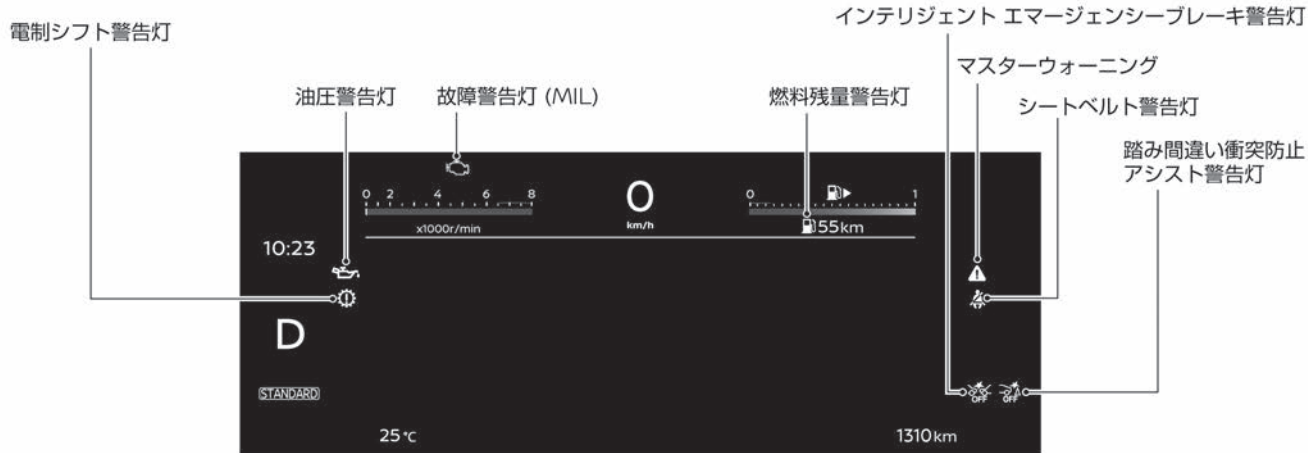 インテリジェント エマージェンシーブレーキ警告灯
電制シフト警告灯
マスターウォーニング
油圧警告灯
故障警告灯 (MIL)
燃料残量警告灯
シートベルト警告灯
踏み間違い衝突防止
アシスト警告灯
0 2 4 6 8
x1000r/min
0
km/h
0 1
55km
10:23
D
STANDARD
OFF OFF
25℃
1310km